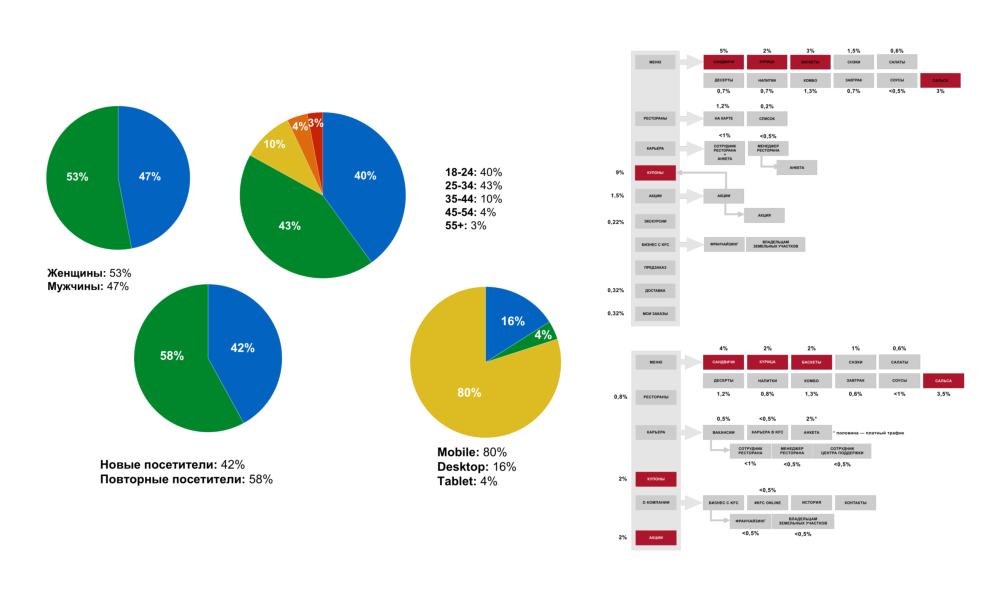 53%
47%
Женщины: 53%
Мужчины: 47%
3%
4%
10%
40%
43%
18-24: 40%
25-34: 43%
35-44: 10%
45-54: 4%
55+: 3%
58%
42%
Новые посетители: 42%
Повторные посетители: 58%
16%
4%
80%
Mobile: 80%
Desktop: 16%
Tablet: 4%
5% 2% 3% 1,5% 0,6%
МЕНЮ САНДВИЧИ КУРИЦА БАСКЕТЫ СНЭКИ САЛАТЫ
ДЕСЕРТЫ НАПИТКИ КОМБО ЗАВТРАК СОУСЫ САЛЬСА
0,7% 0,7% 1,3% 0,7% <0,5% 3%
1,2% 0,2%
РЕСТОРАНЫ НА КАРТЕ СПИСОК
<1% <0,5%
КАРЬЕРА СОТРУДНИК РЕСТОРАНА + АНКЕТА МЕНЕДЖЕР РЕСТОРАНА
АНКЕТА
9% КУПОНЫ
1,5% АКЦИИ АКЦИИ
АКЦИЯ
0,22% ЭКСКУРСИИ
БИЗНЕС С KFC ФРАНЧАЙЗИНГ ВЛАДЕЛЬЦАМ ЗЕМЕЛЬНЫХ УЧАСТКОВ
ПРЕДЗАКАЗ
0,32% ДОСТАВКА
0,32% МОИ ЗАКАЗЫ
4% 2% 2% 1% 0,6%
МЕНЮ САНДВИЧИ КУРИЦА БАСКЕТЫ СНЭКИ САЛАТЫ
ДЕСЕРТЫ НАПИТКИ КОМБО ЗАВТРАК СОУСЫ САЛЬСА
1,2% 0,8% 1,3% 0,6% <1% 3,5%
0,8% РЕСТОРАНЫ
0,5% <0,5% 2%*
КАРЬЕРА ВАКАНСИИ КАРЬЕРА В KFC АНКЕТА * половина — платный трафик
СОТРУДНИК РЕСТОРАНА МЕНЕДЖЕР РЕСТОРАНА СОТРУДНИК ЦЕНТРА ПОДДЕРЖКИ
<1% <0,5% <0,5%
2% КУПОНЫ
<0,5%
О КОМПАНИИ БИЗНЕС С KFC #KFC ONLINE ИСТОРИЯ КОНТАКТЫ
ФРАНЧАЙЗИНГ ВЛАДЕЛЬЦАМ ЗЕМЕЛЬНЫХ УЧАСТКОВ
<0,5% <0,5%
2% АКЦИИ